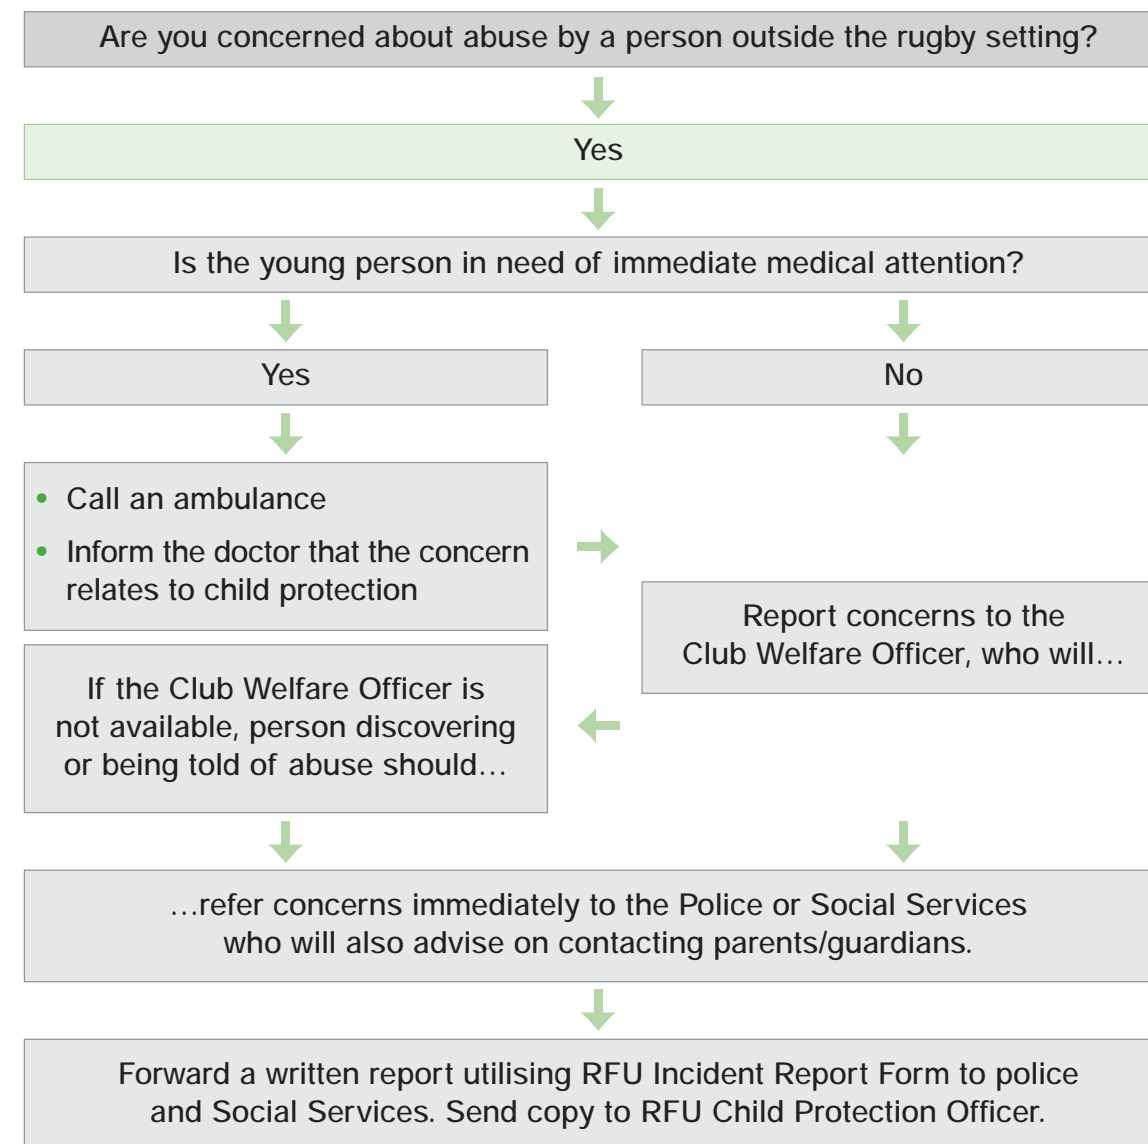 Are you concerned about abuse by a person outside the rugby setting?
Yes
Is the young person in need of immediate medical attention?
Yes
No
• Call an ambulance
• Inform the doctor that the concern
relates to child protection
Report concerns to the
Club Welfare Officer, who will…
If the Club Welfare Officer is
not available, person discovering
or being told of abuse should…
…refer concerns immediately to the Police or Social Services
who will also advise on contacting parents/guardians.
Forward a written report utilising RFU Incident Report Form to police
and Social Services. Send copy to RFU Child Protection Officer.